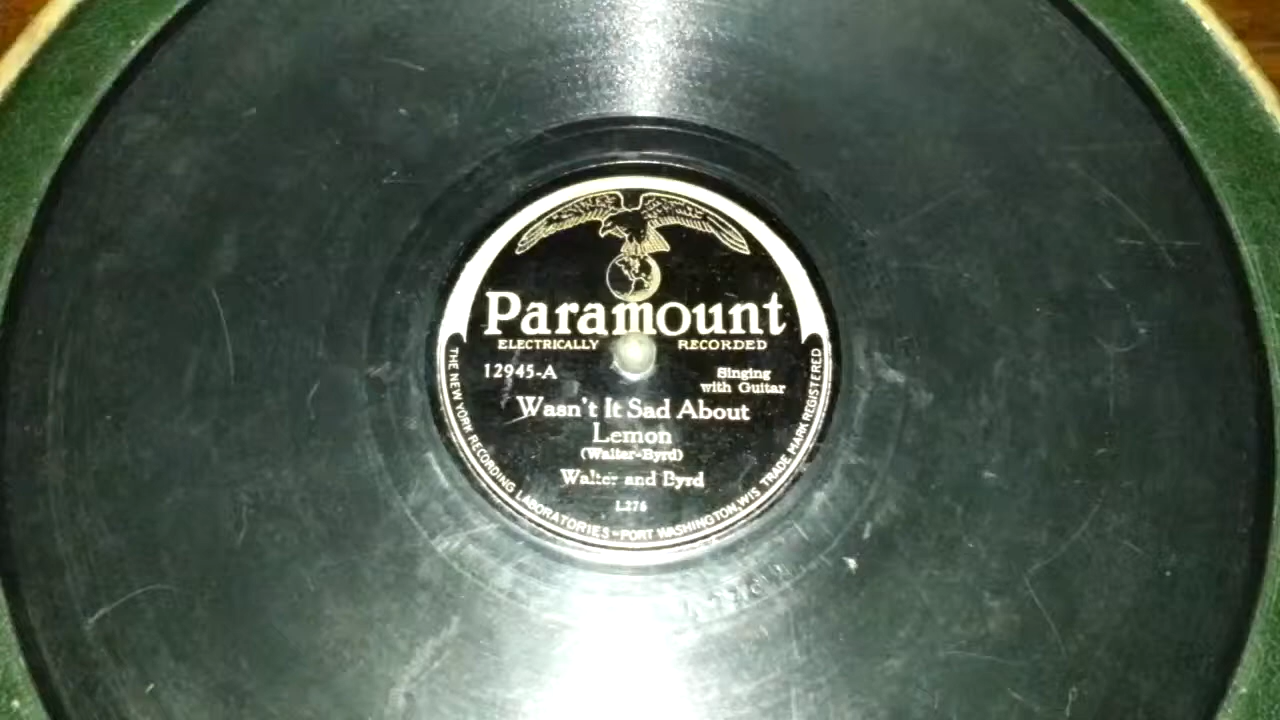 Paramount
ELECTRICALLY RECORDED
12945-A
Singing
with Guitar
Wasn't It Sad About
Lemon
(Walter-Byrd)
Walter and Byrd
L276
THE NEW YORK RECORDING LABORATORIES-PORT WASHINGTON, WIS TRADE MARK REGISTERED